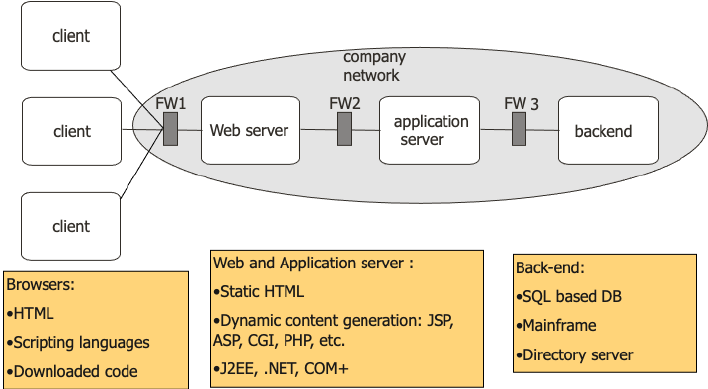 client
company
network
FW1
FW2
FW 3
client
Web server
application
server
backend
client
Browsers:
•HTML
•Scripting languages
•Downloaded code
Web and Application server :
•Static HTML
•Dynamic content generation: JSP,
ASP, CGI, PHP, etc.
•J2EE, .NET, COM+
Back-end:
•SQL based DB
•Mainframe
•Directory server